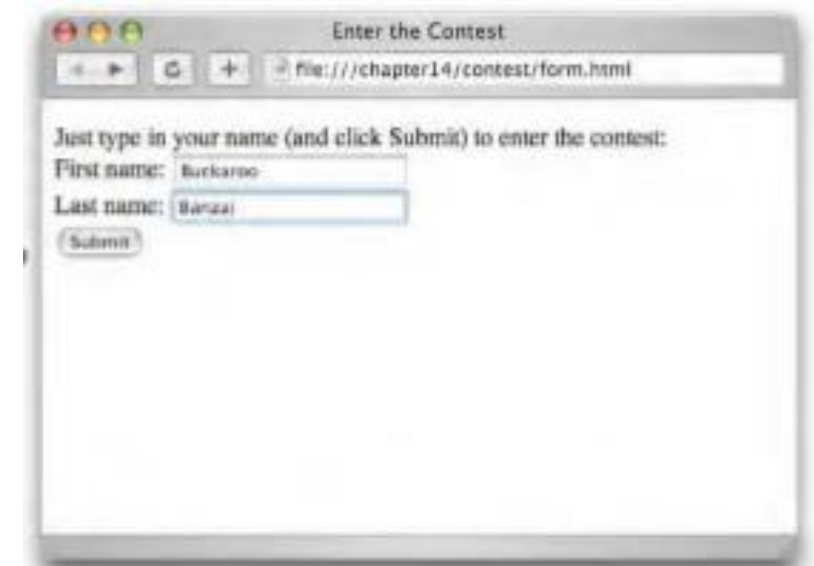 Enter the Contest
file:///chapter14/contest/form.html
Just type in your name (and click Submit) to enter the contest:
First name: Buckaroo
Last name: Banzai
Submit